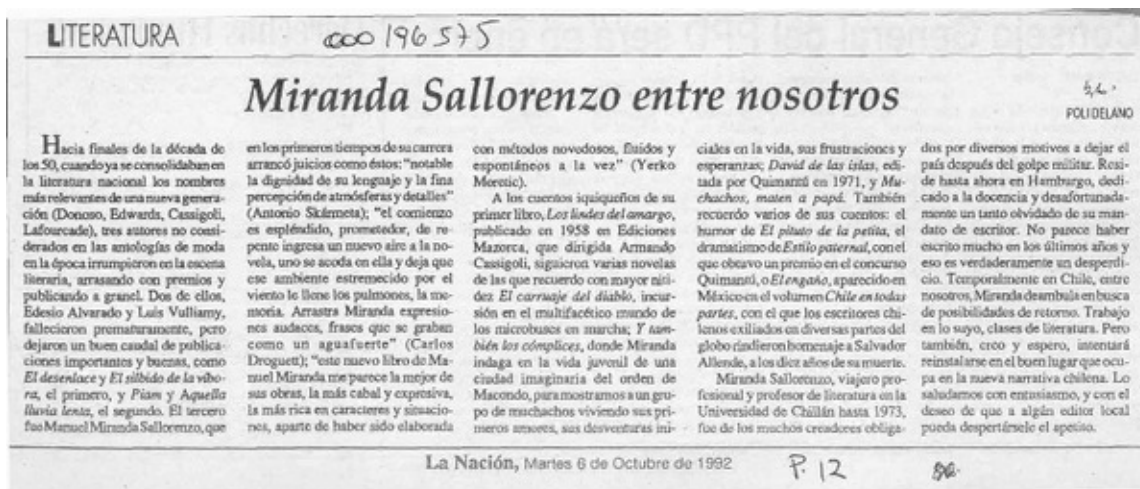 LITERATURA
000196575
Miranda Sallorenzo entre nosotros
POLI DELANO
Hacia finales de la década de
los 50, cuando ya se consolidaban en
la literatura nacional los nombres
más relevantes de una nueva genera-
ción (Donoso, Edwards, Cassigoli,
Lafourcade), tres autores no consi-
derados en las antologías de moda
en la época irrumpieron en la escena
literaria, arrasando con premios y
publicando a granel. Dos de ellos,
Edesio Alvarado y Luis Vulliamy,
fallecieron prematuramente, pero
dejaron un buen caudal de publica-
ciones importantes y buenas, como
El desenlace y El silbido de la víbo-
ra, el primero, y Piam y Aquella
lluvia lenta, el segundo. El tercero
fue Manuel Miranda Sallorenzo, que
en los primeros tiempos de su carrera
arrancó juicios como éstos: "notable
la dignidad de su lenguaje y la fina
percepción de atmósferas y detalles"
(Antonio Skármeta); "el comienzo
es espléndido, prometedor, de re-
pente ingresa un nuevo aire a la no-
vela, uno se acoda en ella y deja que
ese ambiente estremecido por el
viento le llene los pulmones, la me-
moria. Arrastra Miranda expresio-
nes audaces, frases que se graban
como un aguafuerte" (Carlos
Droguett); "este nuevo libro de Ma-
nuel Miranda me parece la mejor de
sus obras, la más cabal y expresiva,
la más rica en caracteres y situacio-
nes, aparte de haber sido elaborada
con métodos novedosos, fluidos y
espontáneos a la vez" (Yerko
Moretic).
A los cuentos iquiqueños de su
primer libro, Los lindes del amargo,
publicado en 1958 en Ediciones
Mazorca, que dirigida Armando
Cassigoli, siguieron varias novelas
de las que recuerdo con mayor niti-
dez El carruaje del diablo, incur-
sión en el multifacético mundo de
los microbuses en marcha; Y tam-
bién los cómplices, donde Miranda
indaga en la vida juvenil de una
ciudad imaginaria del orden de
Macondo, para mostrarnos a un gru-
po de muchachos viviendo sus pri-
meros amores, sus desventuras ini-
ciales en la vida, sus frustraciones y
esperanzas; David de las islas, edi-
tada por Quimantú en 1971, y Mu-
chachos, maten a papá. También
recuerdo varios de sus cuentos: el
humor de El pituto de la petita, el
dramatismo de Estilo paternal, con el
que obtuvo un premio en el concurso
Quimantú, o El engaño, aparecido en
México en el volumen Chile en todas
partes, con el que los escritores chi-
lenos exiliados en diversas partes del
globo rindieron homenaje a Salvador
Allende, a los diez años de su muerte.
Miranda Sallorenzo, viajero pro-
fesional y profesor de literatura en la
Universidad de Chillán hasta 1973,
fue de los muchos creadores obliga-
dos por diversos motivos a dejar el
país después del golpe militar. Resi-
de hasta ahora en Hamburgo, dedi-
cado a la docencia y desafortunada-
mente un tanto olvidado de su man-
dato de escritor. No parece haber
escrito mucho en los últimos años y
eso es verdaderamente un desperdi-
cio. Temporalmente en Chile, entre
nosotros, Miranda deambula en busca
de posibilidades de retorno. Trabajo
en lo suyo, clases de literatura. Pero
también, creo y espero, intentará
reinstalarse en el buen lugar que ocu-
pa en la nueva narrativa chilena. Lo
saludamos con entusiasmo, y con el
deseo de que a algún editor local
pueda despertársele el apetito.
La Nación, Martes 6 de Octubre de 1992
P. 12